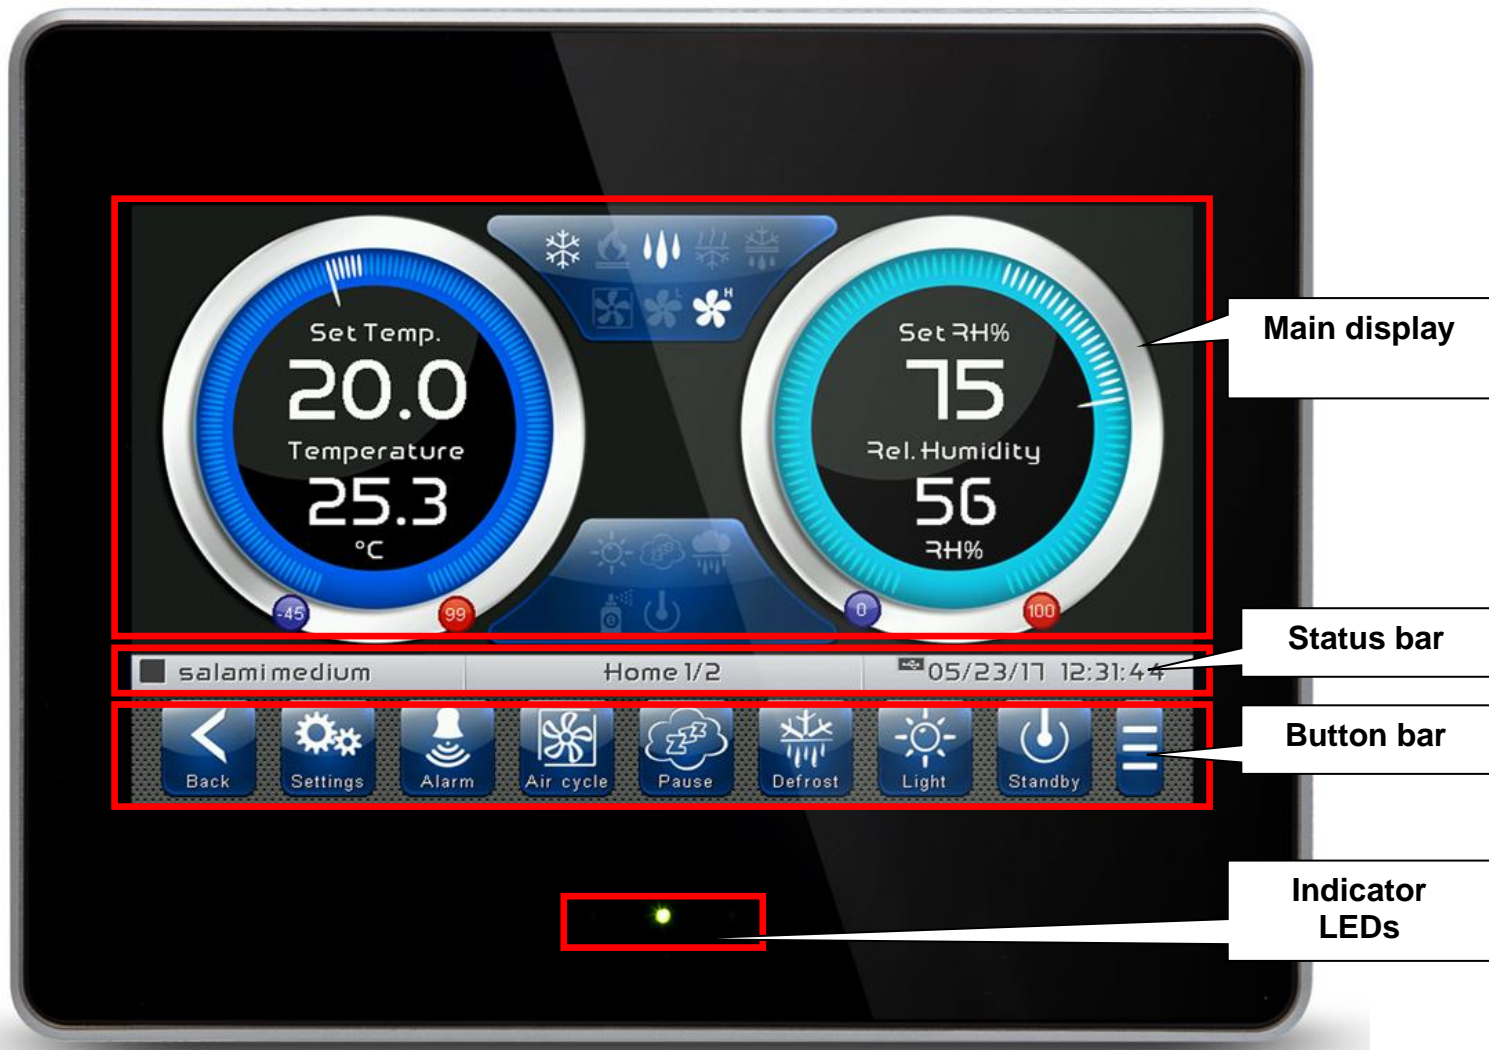 Set Temp.
20.0
Temperature
25.3
°C
-45
99
L
H
Set RH%
75
Rel. Humidity
56
RH%
0
100
Main display
salami medium
Home 1/2
05/23/17 12:31:44
Status bar
Back
Settings
Alarm
Air cycle
zzz
Pause
Defrost
Light
Standby
Button bar
Indicator
LEDs